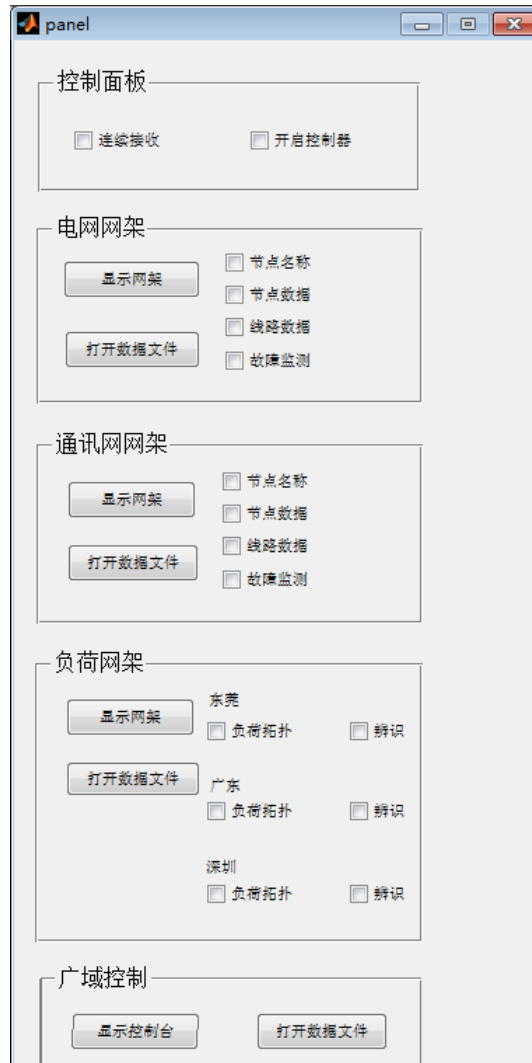 panel
控制面板
连续接收 开启控制器
电网网架
显示网架 节点名称
节点数据
线路数据
打开数据文件 故障监测
通讯网网架
显示网架 节点名称
节点数据
线路数据
打开数据文件 故障监测
负荷网架
东莞
显示网架 负荷拓扑 辨识
打开数据文件 广东
负荷拓扑 辨识
深圳
负荷拓扑 辨识
广域控制
显示控制台 打开数据文件